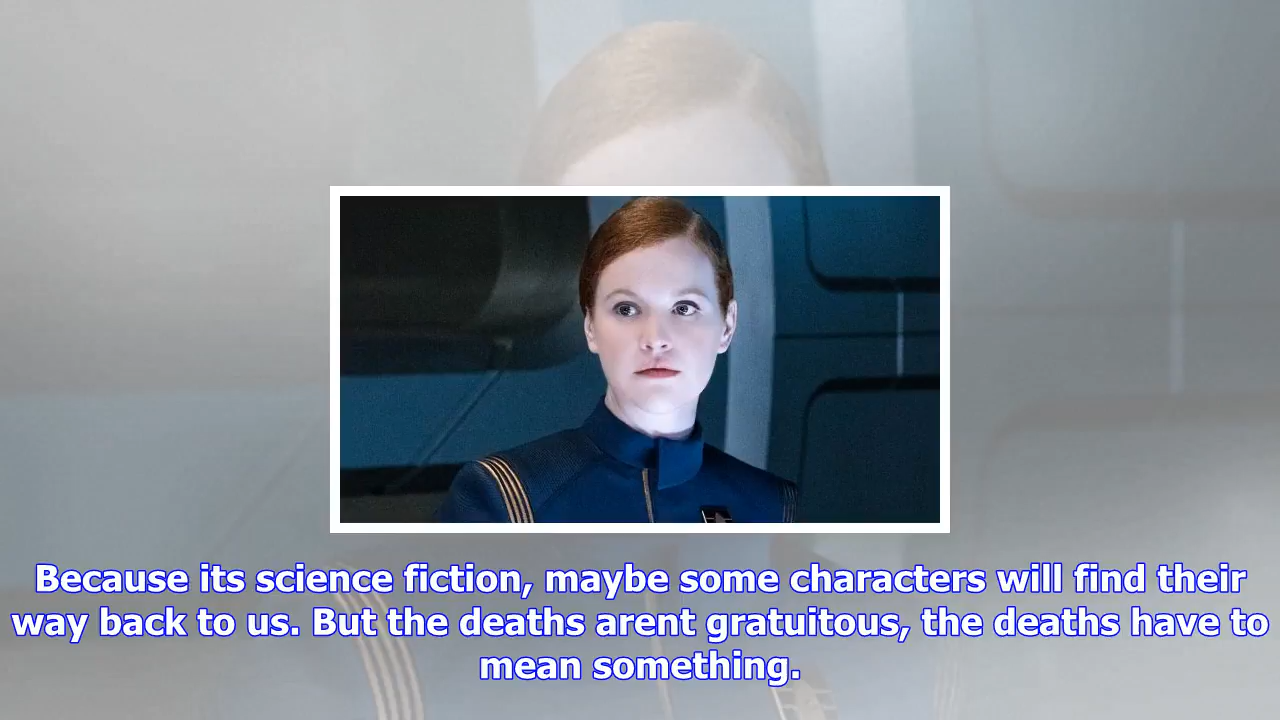 Because its science fiction, maybe some characters will find their
way back to us. But the deaths arent gratuitous, the deaths have to
mean something.